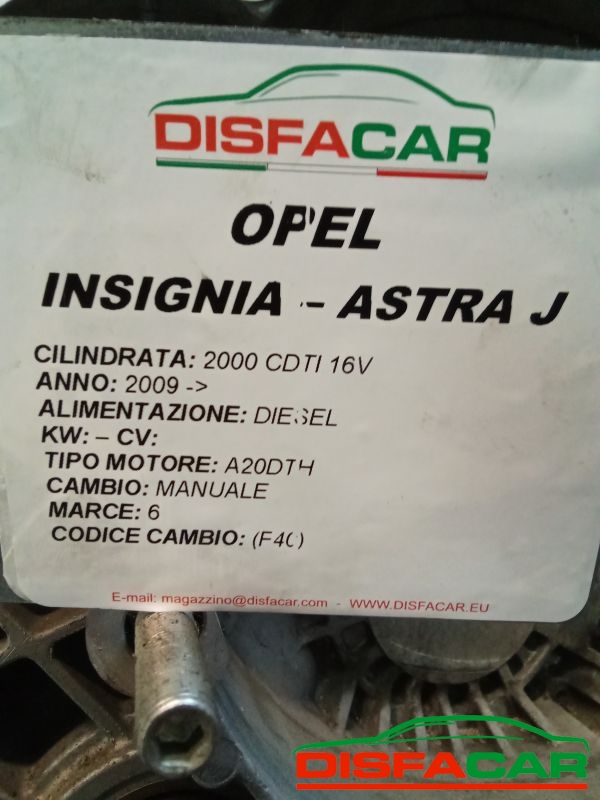 DISFACAR
OPEL
INSIGNIA - ASTRA J
CILINDRATA: 2000 CDTI 16V
ANNO: 2009 ->
ALIMENTAZIONE: DIESEL
KW: – CV:
TIPO MOTORE: A20DTH
CAMBIO: MANUALE
MARCE: 6
CODICE CAMBIO: (F40)
E-mail: magazzino@disfacar.com - WWW.DISFACAR.EU
DISFACAR